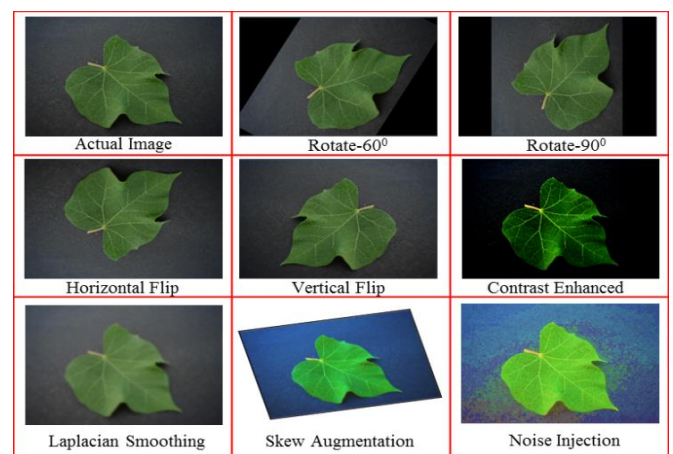 Actual Image
Rotate-60⁰
Rotate-90⁰
Horizontal Flip
Vertical Flip
Contrast Enhanced
Laplacian Smoothing
Skew Augmentation
Noise Injection